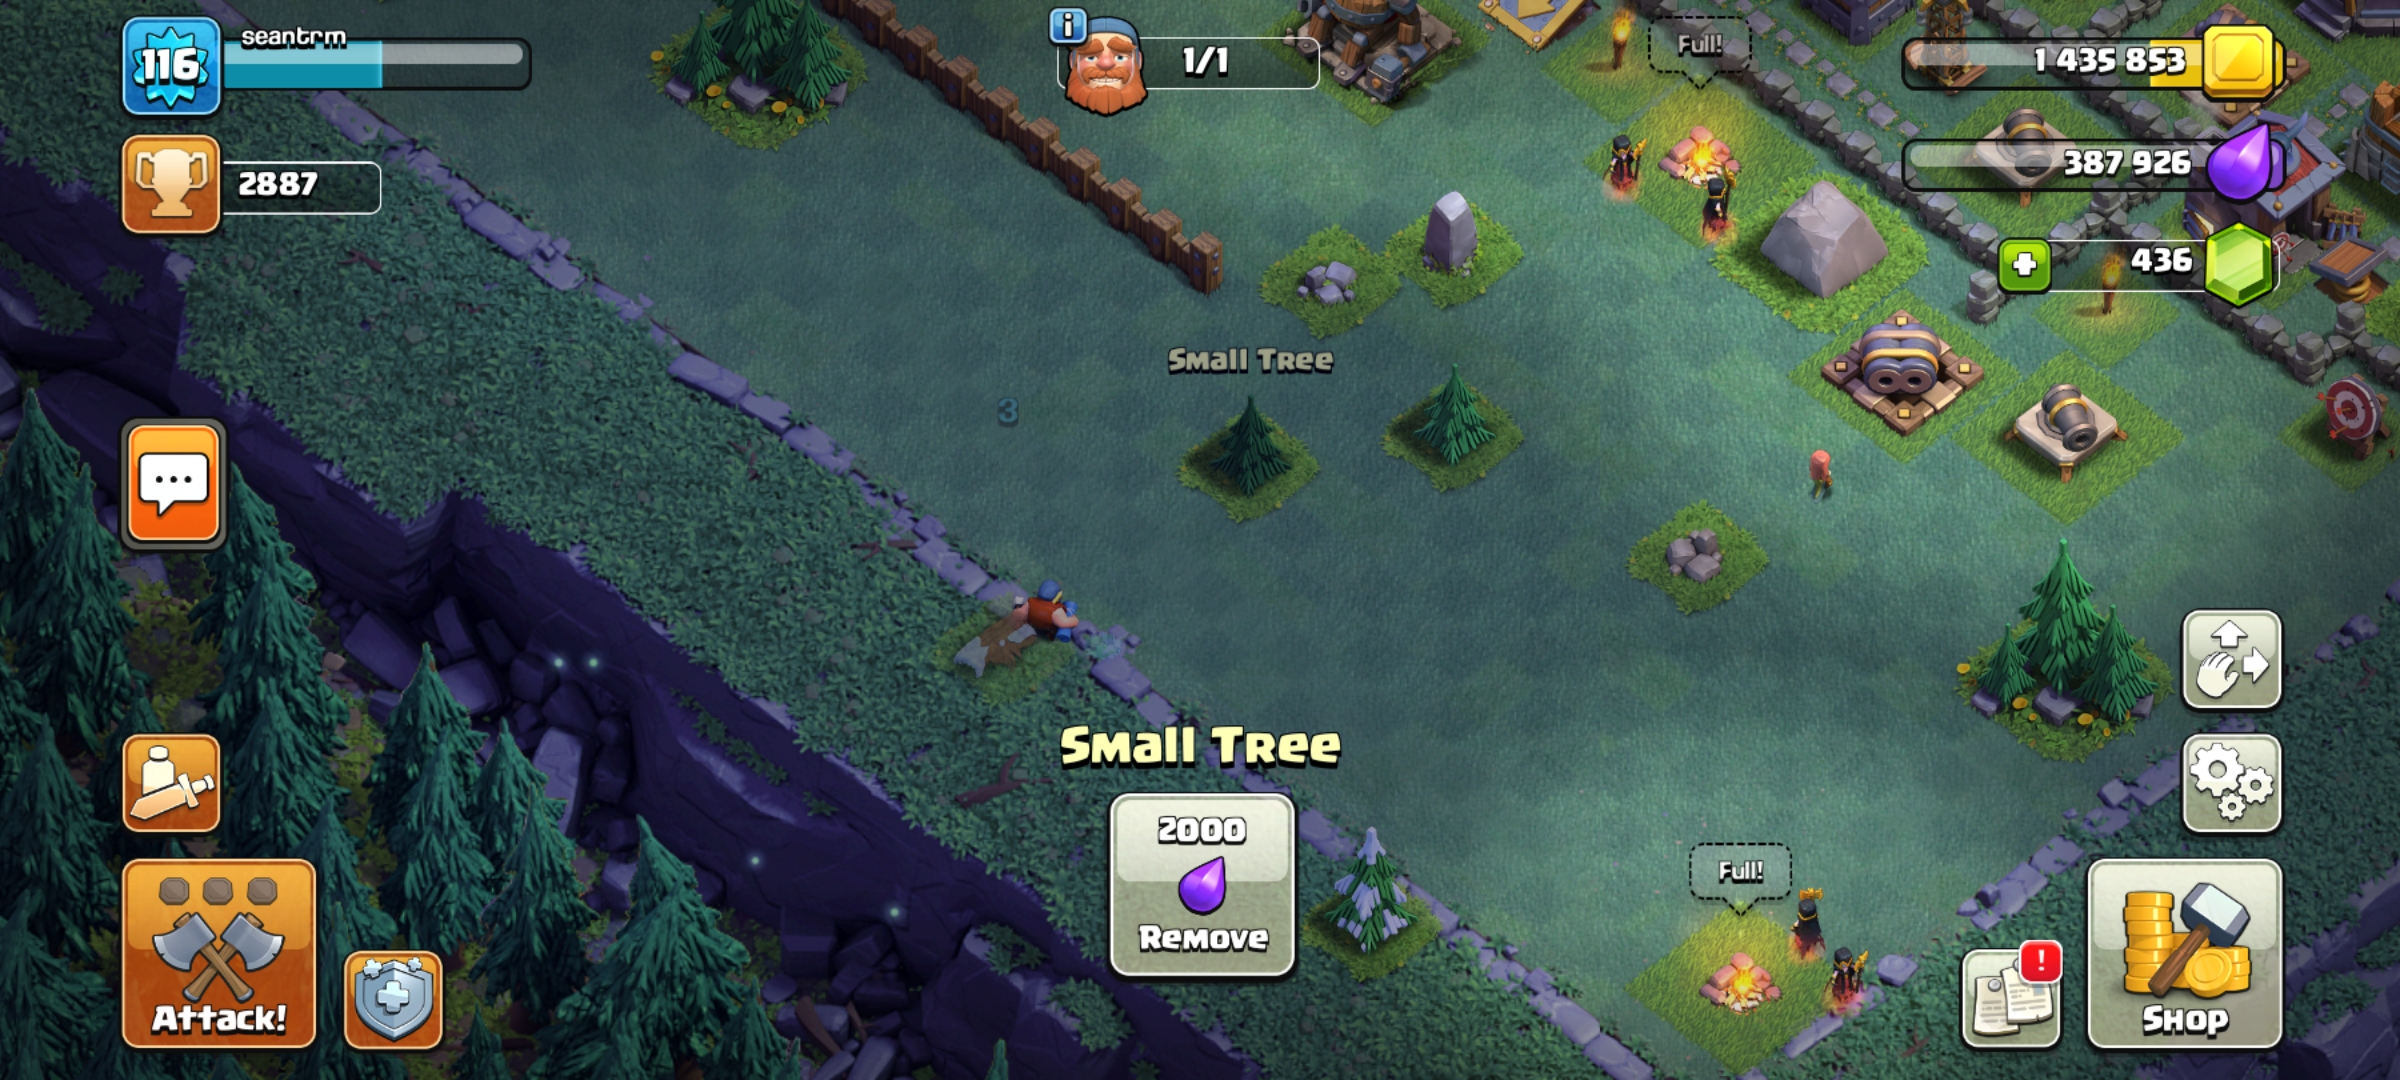 116
seantrm
2887
i
1/1
Full!
1 435 853
387 926
436
Small Tree
3
Small Tree
2000
Remove
Full!
Attack!
!
Shop